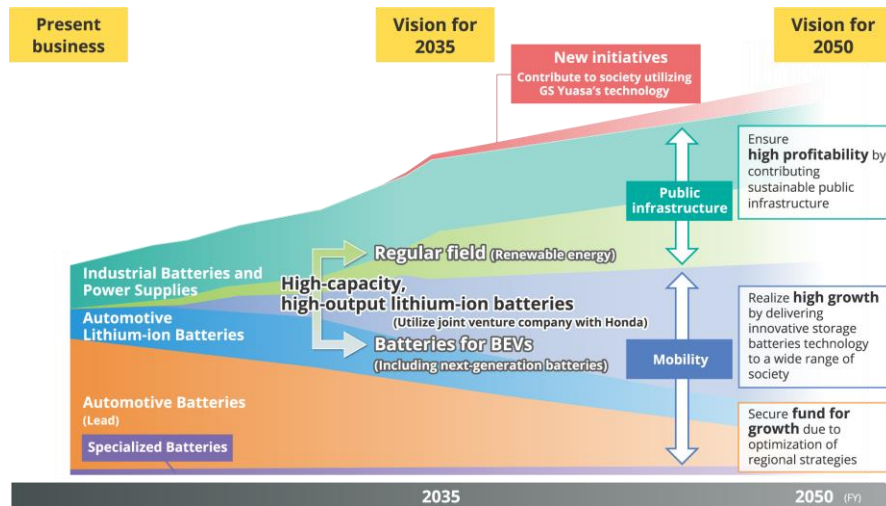 Present
business
Vision for
2035
Vision for
2050
New initiatives
Contribute to society utilizing
GS Yuasa's technology
Ensure
high profitability by
contributing
sustainable public
infrastructure
Public
infrastructure
Regular field (Renewable energy)
Industrial Batteries and
Power Supplies
High-capacity,
high-output lithium-ion batteries
(Utilize joint venture company with Honda)
Automotive
Lithium-ion Batteries
Batteries for BEVs
(Including next-generation batteries)
Mobility
Realize high growth
by delivering
innovative storage
batteries technology
to a wide range of
society
Automotive Batteries
(Lead)
Specialized Batteries
Secure fund for
growth due to
optimization of
regional strategies
2035
2050 (FY)